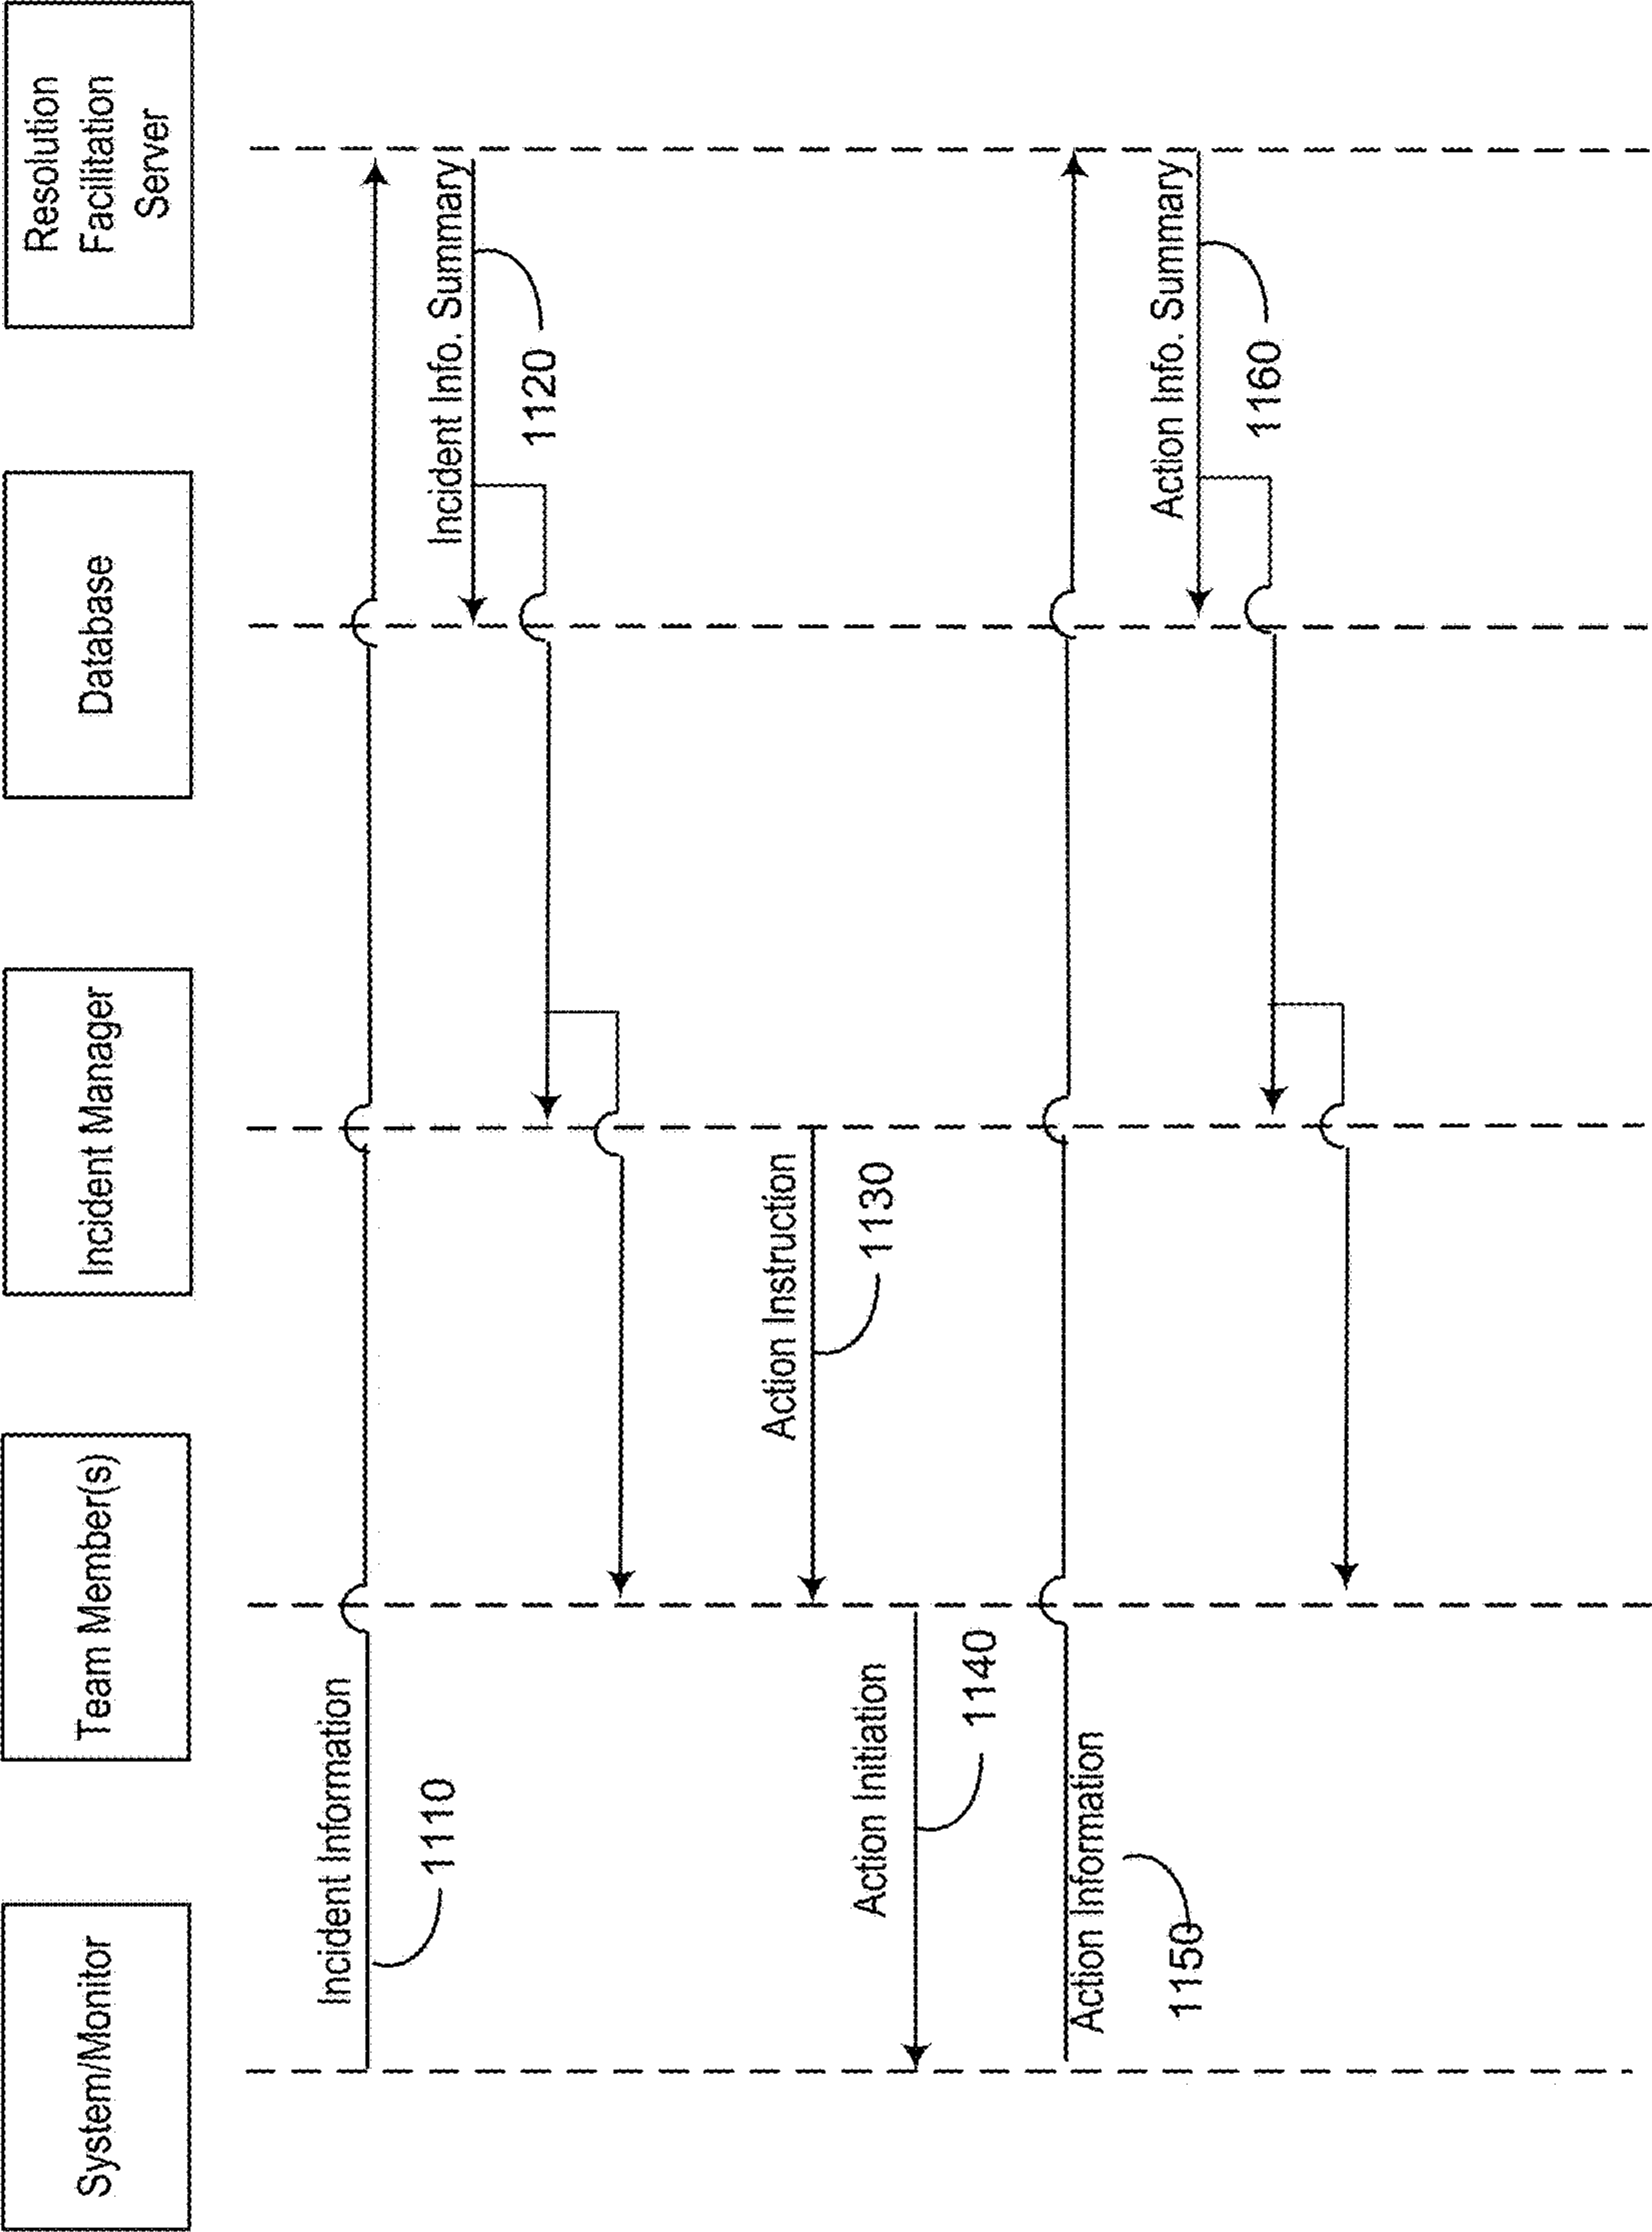 System/Monitor
Team Member(s)
Incident Manager
Database
Resolution
Facilitation
Server
Incident Information
1110
Incident Info. Summary
1120
Action Instruction
1130
Action Initiation
1140
Action Information
1150
Action Info. Summary
1160